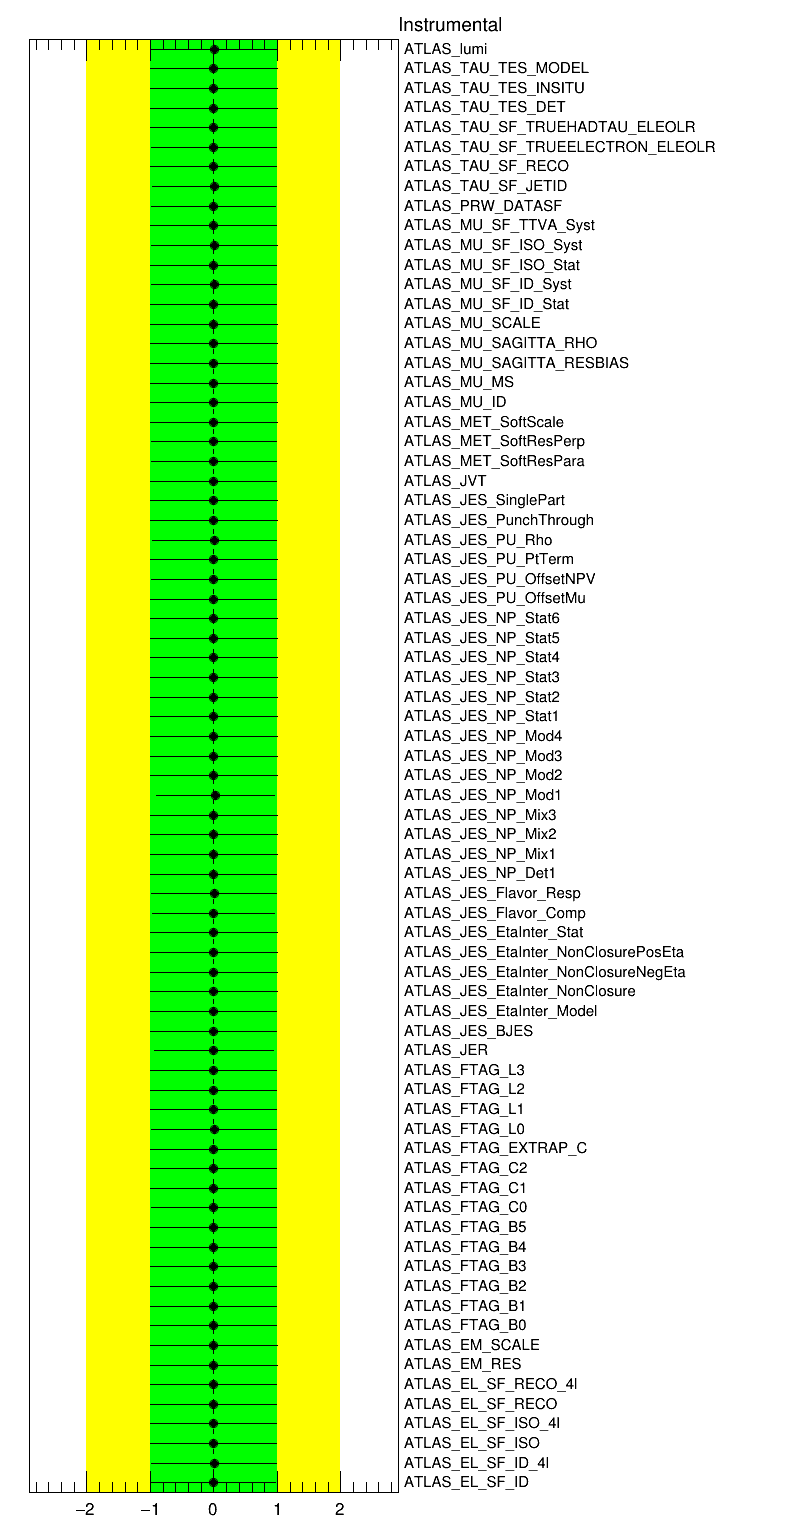 Instrumental
ATLAS_lumi
ATLAS_TAU_TES_MODEL
ATLAS_TAU_TES_INSITU
ATLAS_TAU_TES_DET
ATLAS_TAU_SF_TRUEHADTAU_ELEOLR
ATLAS_TAU_SF_TRUEELECTRON_ELEOLR
ATLAS_TAU_SF_RECO
ATLAS_TAU_SF_JETID
ATLAS_PRW_DATASF
ATLAS_MU_SF_TTVA_Syst
ATLAS_MU_SF_ISO_Syst
ATLAS_MU_SF_ISO_Stat
ATLAS_MU_SF_ID_Syst
ATLAS_MU_SF_ID_Stat
ATLAS_MU_SCALE
ATLAS_MU_SAGITTA_RHO
ATLAS_MU_SAGITTA_RESBIAS
ATLAS_MU_MS
ATLAS_MU_ID
ATLAS_MET_SoftScale
ATLAS_MET_SoftResPerp
ATLAS_MET_SoftResPara
ATLAS_JVT
ATLAS_JES_SinglePart
ATLAS_JES_PunchThrough
ATLAS_JES_PU_Rho
ATLAS_JES_PU_PtTerm
ATLAS_JES_PU_OffsetNPV
ATLAS_JES_PU_OffsetMu
ATLAS_JES_NP_Stat6
ATLAS_JES_NP_Stat5
ATLAS_JES_NP_Stat4
ATLAS_JES_NP_Stat3
ATLAS_JES_NP_Stat2
ATLAS_JES_NP_Stat1
ATLAS_JES_NP_Mod4
ATLAS_JES_NP_Mod3
ATLAS_JES_NP_Mod2
ATLAS_JES_NP_Mod1
ATLAS_JES_NP_Mix3
ATLAS_JES_NP_Mix2
ATLAS_JES_NP_Mix1
ATLAS_JES_NP_Det1
ATLAS_JES_Flavor_Resp
ATLAS_JES_Flavor_Comp
ATLAS_JES_EtaInter_Stat
ATLAS_JES_EtaInter_NonClosurePosEta
ATLAS_JES_EtaInter_NonClosureNegEta
ATLAS_JES_EtaInter_NonClosure
ATLAS_JES_EtaInter_Model
ATLAS_JES_BJES
ATLAS_JER
ATLAS_FTAG_L3
ATLAS_FTAG_L2
ATLAS_FTAG_L1
ATLAS_FTAG_L0
ATLAS_FTAG_EXTRAP_C
ATLAS_FTAG_C2
ATLAS_FTAG_C1
ATLAS_FTAG_C0
ATLAS_FTAG_B5
ATLAS_FTAG_B4
ATLAS_FTAG_B3
ATLAS_FTAG_B2
ATLAS_FTAG_B1
ATLAS_FTAG_B0
ATLAS_EM_SCALE
ATLAS_EM_RES
ATLAS_EL_SF_RECO_4l
ATLAS_EL_SF_RECO
ATLAS_EL_SF_ISO_4l
ATLAS_EL_SF_ISO
ATLAS_EL_SF_ID_4l
ATLAS_EL_SF_ID
−2 −1 0 1 2